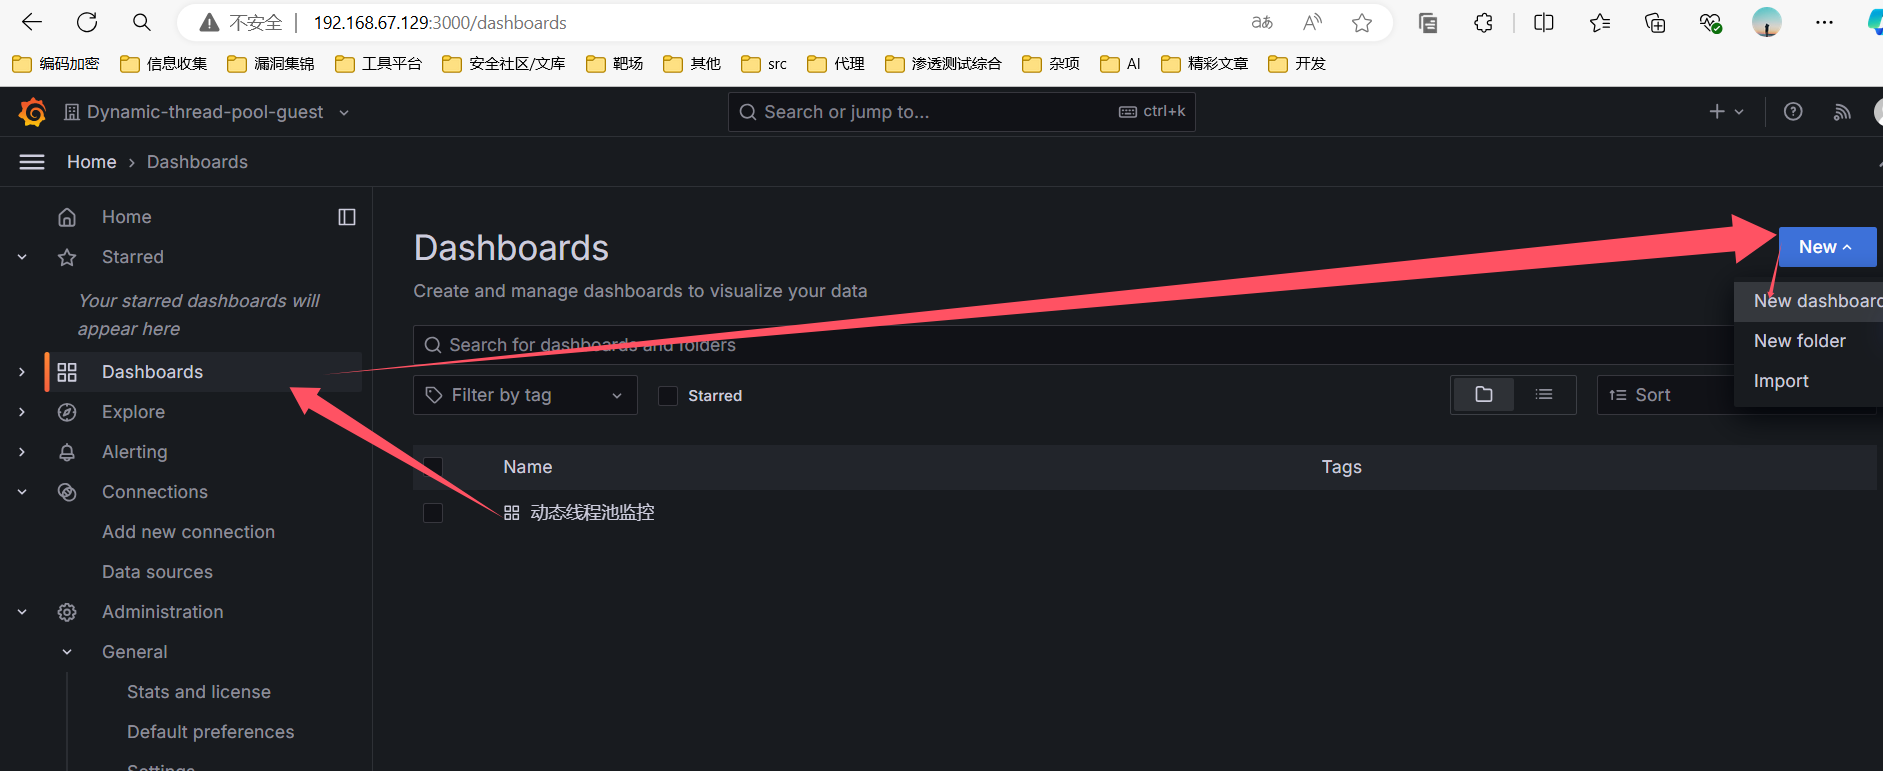 不安全 192.168.67.129:3000/dashboards
编码加密 信息收集 漏洞集锦 工具平台 安全社区/文库 靶场 其他 src 代理 渗透测试综合 杂项 AI 精彩文章 开发
Dynamic-thread-pool-guest
Search or jump to... ctrl+k
Home > Dashboards
Home
Starred
Your starred dashboards will
appear here
Dashboards
Explore
Alerting
Connections
Add new connection
Data sources
Administration
General
Stats and license
Default preferences
Settings
Dashboards
Create and manage dashboards to visualize your data
New
New dashboard
New folder
Import
Search for dashboards and folders
Filter by tag
Starred
Sort
Name Tags
动态线程池监控